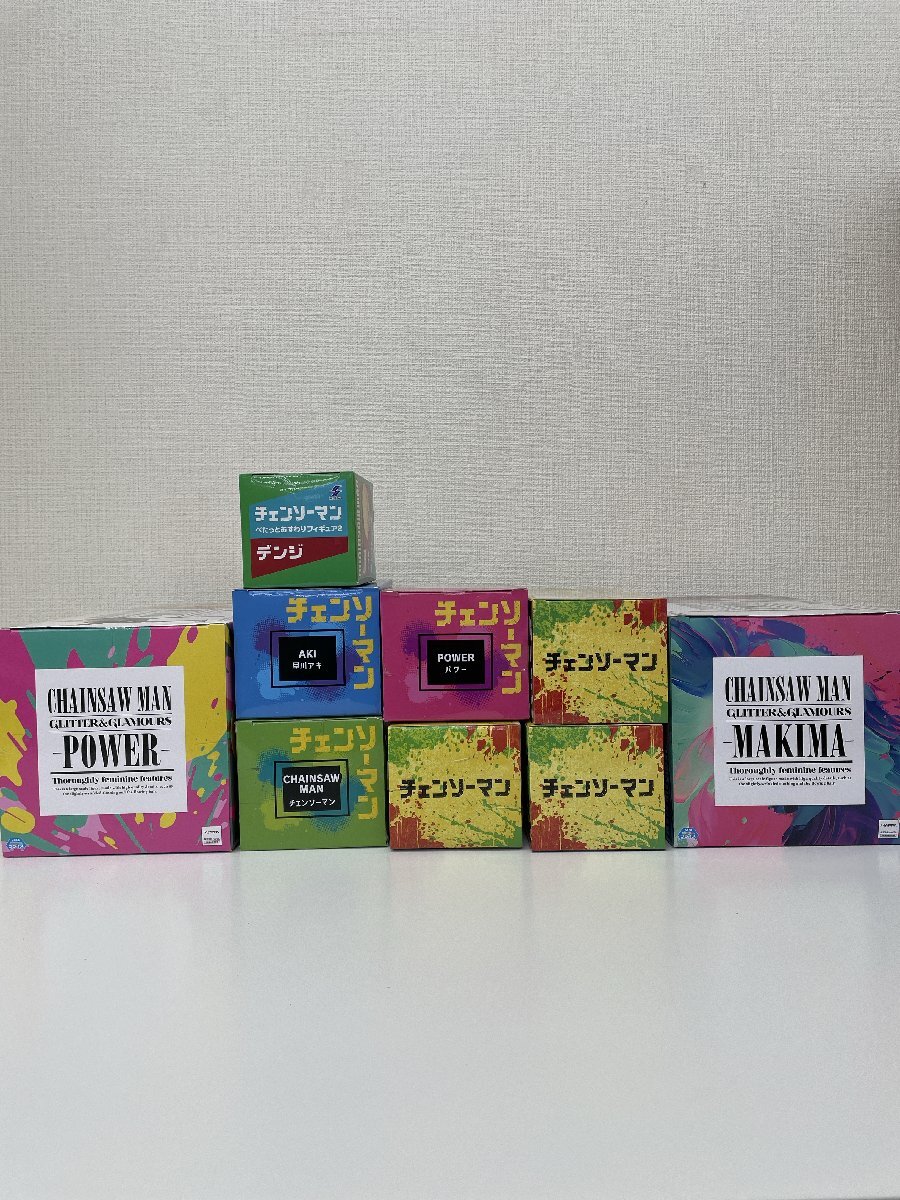 チェンソーマン
ぺたっとおすわりフィギュア2
デンジ
チェンソーマン
AKI
早川アキ
チェンソーマン
POWER
パワー
チェンソーマン
CHAINSAW MAN
GLITTER&GLAMOURS
-POWER-
Thoroughly feminine features
チェンソーマン
CHAINSAW
MAN
チェンソーマン
チェンソーマン
チェンソーマン
CHAINSAW MAN
GLITTER&GLAMOURS
-MAKIMA-
Thoroughly feminine features